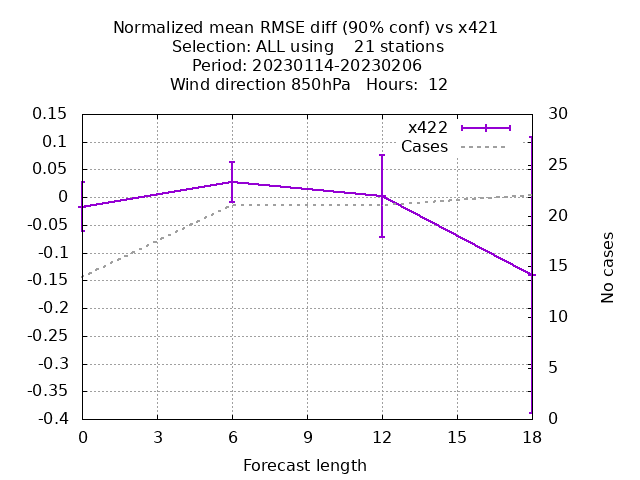 Normalized mean RMSE diff (90% conf) vs x421
Selection: ALL using    21 stations
Period: 20230114-20230206
Wind direction 850hPa   Hours:  12
x422
Cases
0.15
0.1
0.05
0
-0.05
-0.1
-0.15
-0.2
-0.25
-0.3
-0.35
-0.4
30
25
20
15
10
5
0
No cases
0 3 6 9 12 15 18
Forecast length